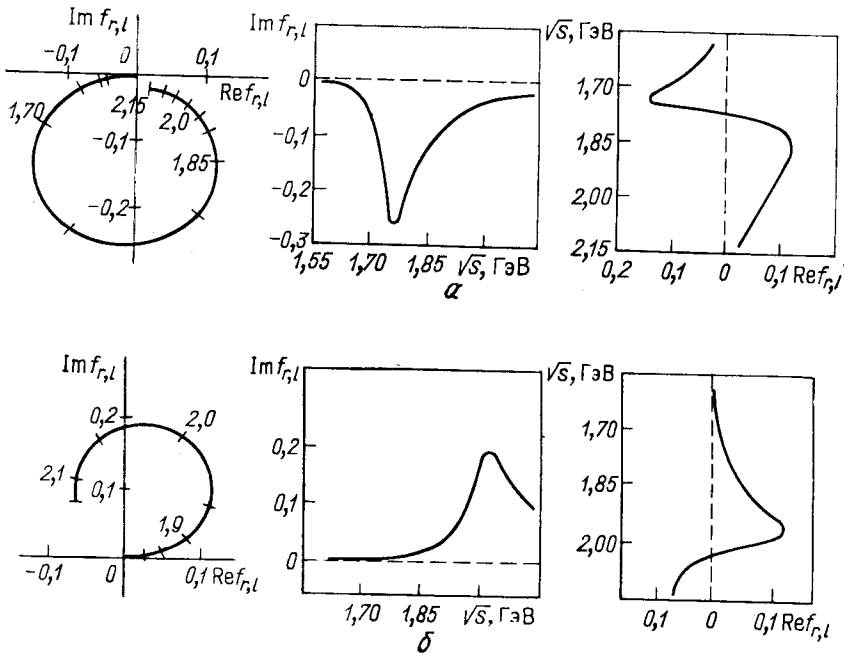 Im f_{r,l}
-0,1
0
0,1
Re f_{r,l}
1,70
2,15
2,0
-0,1
1,85
-0,2
Im f_{r,l}
0
-0,1
-0,2
-0,3
1,55 1,70 1,85 √s, ГэВ
√s, ГэВ
1,70
1,85
2,00
2,15
0,2 0,1 0 0,1 Re f_{r,l}
а
Im f_{r,l}
0,2
2,0
2,1
0,1
1,9
-0,1 0 0,1 Re f_{r,l}
Im f_{r,l}
0,2
0,1
0
1,70 1,85 √s, ГэВ
√s, ГэВ
1,70
1,85
2,00
0,1 0 0,1 Re f_{r,l}
б